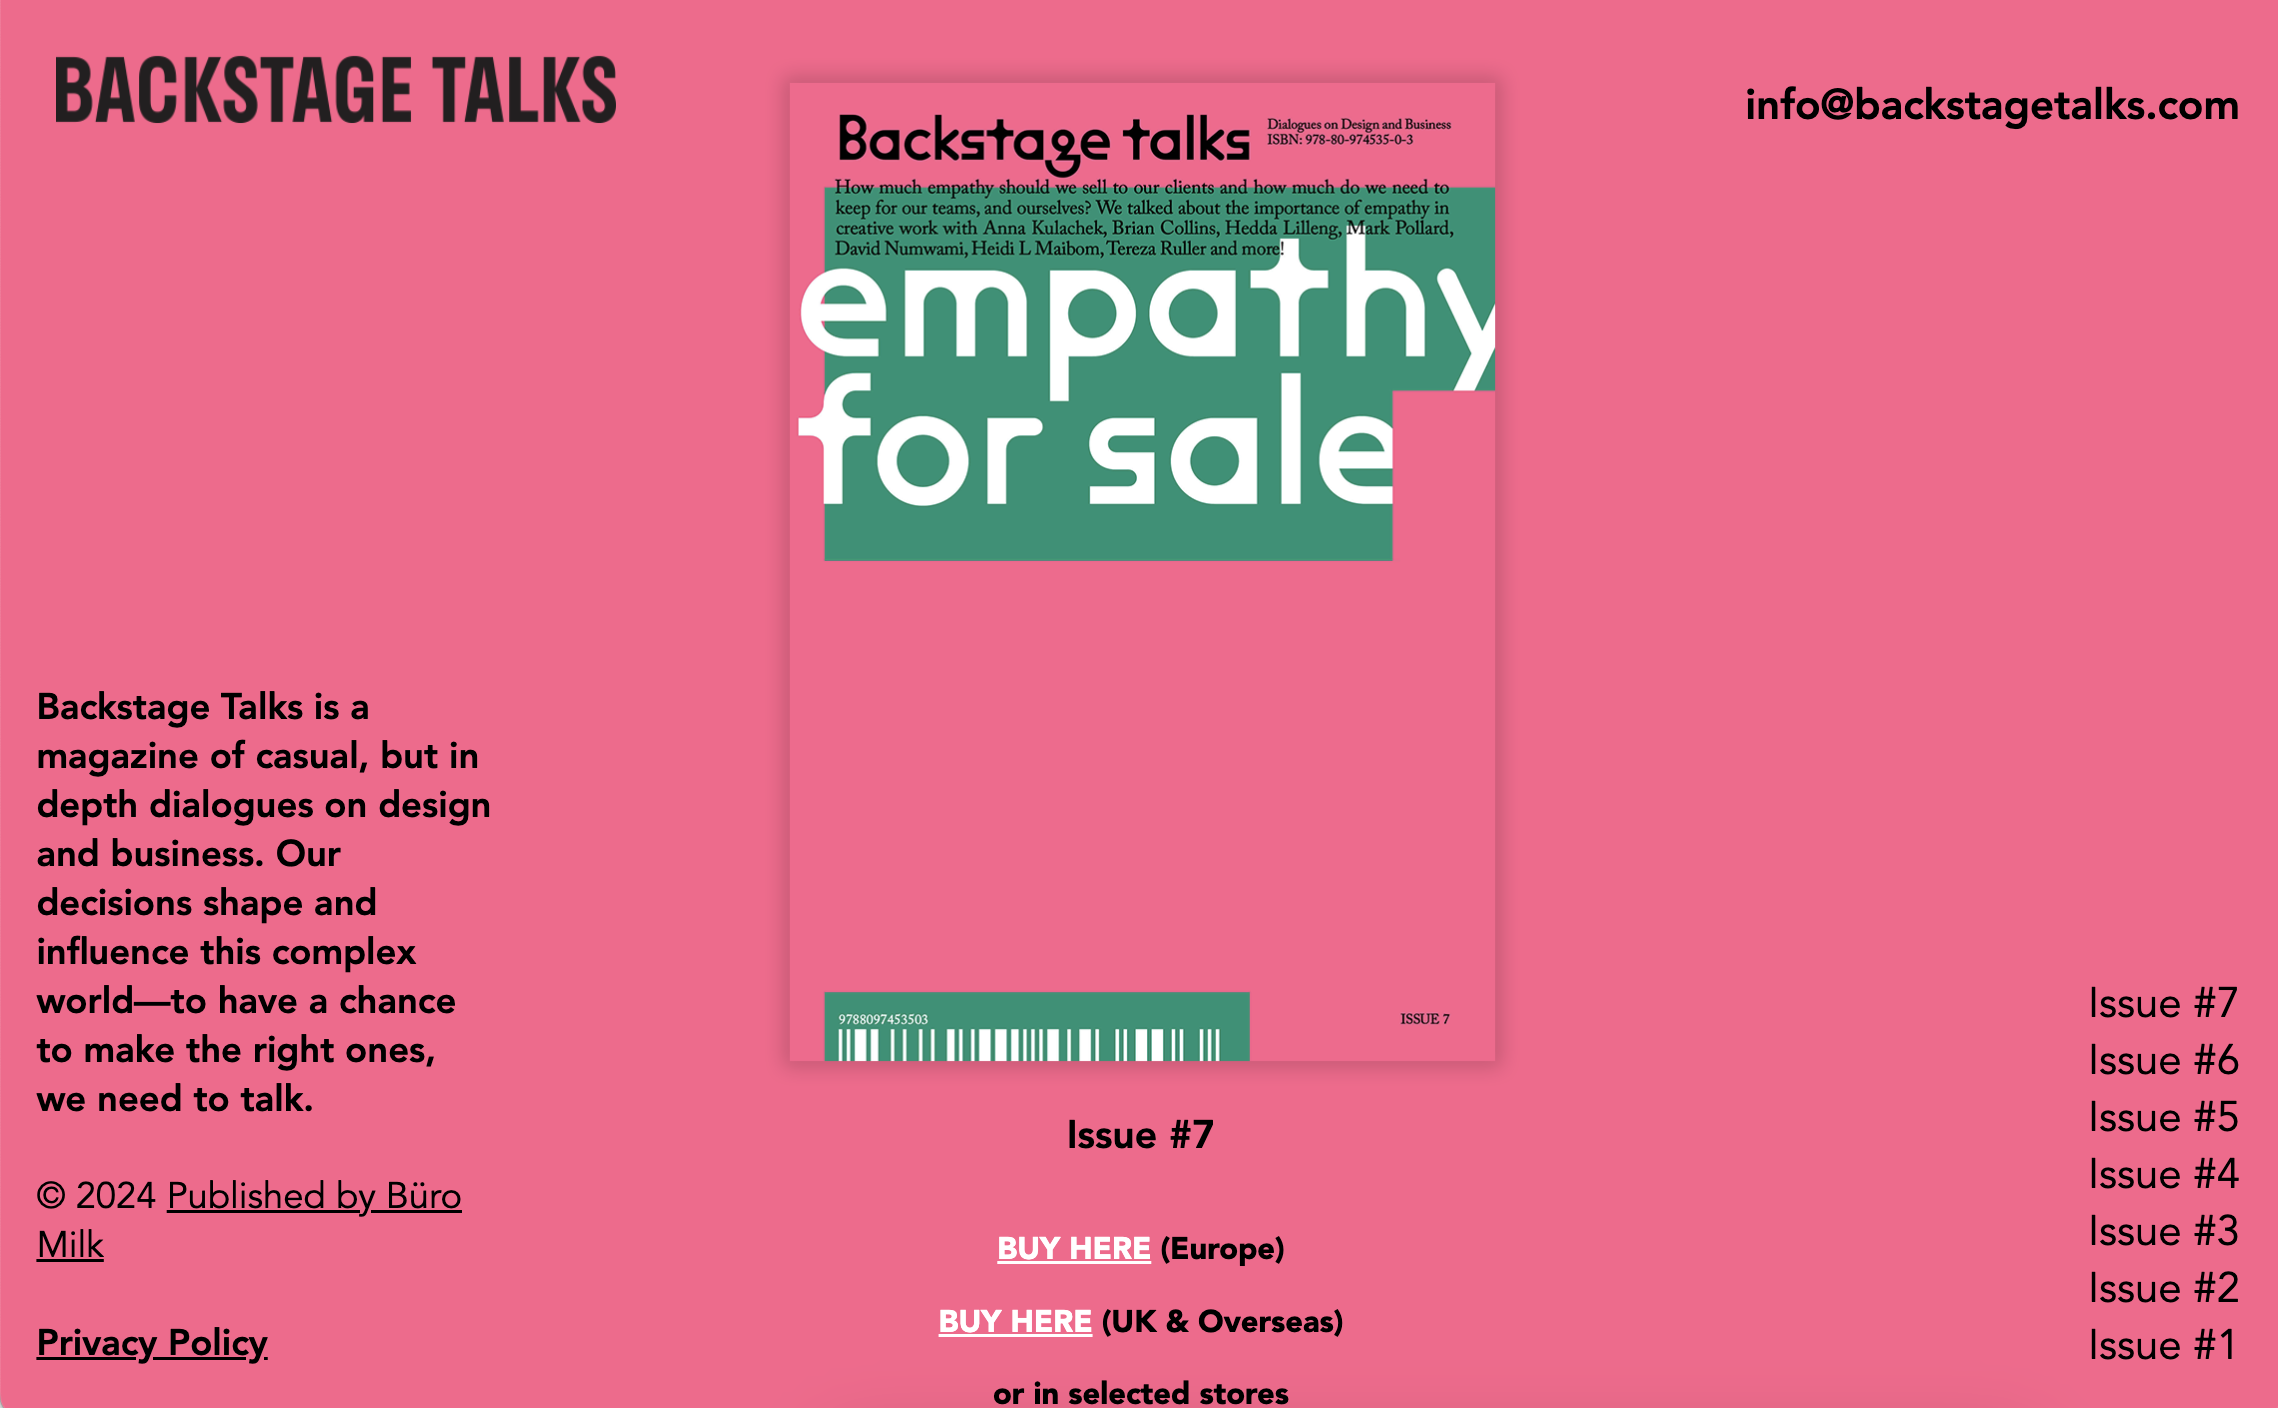 BACKSTAGE TALKS
info@backstagetalks.com
Backstage talks
Dialogues on Design and Business
ISBN: 978-80-974535-0-3
How much empathy should we sell to our clients and how much do we need to
keep for our teams, and ourselves? We talked about the importance of empathy in
creative work with Anna Kulachek, Brian Collins, Hedda Lilleng, Mark Pollard,
David Numwami, Heidi L Maibom, Tereza Ruller and more!
empathy
for sale
9788097453503
ISSUE 7
Issue #7
BUY HERE (Europe)
BUY HERE (UK & Overseas)
or in selected stores
Backstage Talks is a
magazine of casual, but in
depth dialogues on design
and business. Our
decisions shape and
influence this complex
world—to have a chance
to make the right ones,
we need to talk.
© 2024 Published by Büro
Milk
Privacy Policy
Issue #7
Issue #6
Issue #5
Issue #4
Issue #3
Issue #2
Issue #1